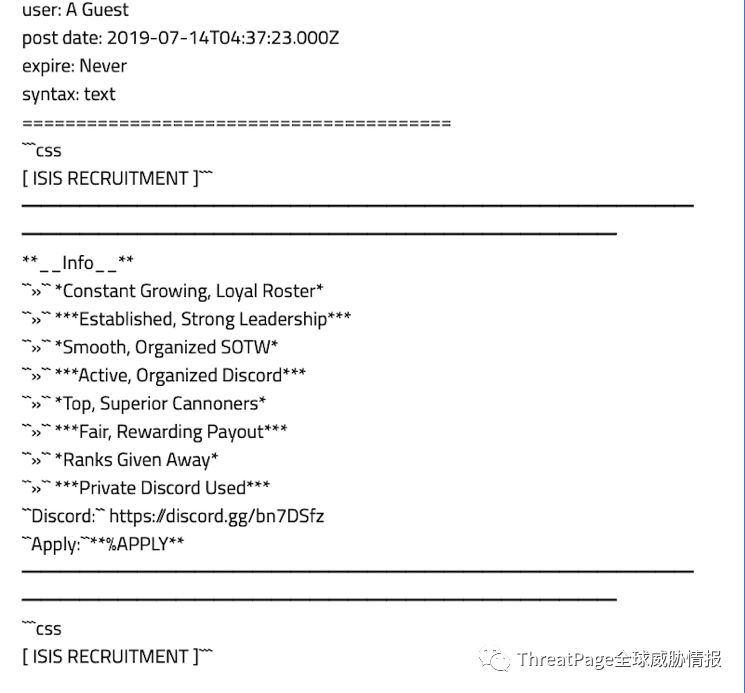 user: A Guest
post date: 2019-07-14T04:37:23.000Z
expire: Never
syntax: text
========================================
```css
[ ISIS RECRUITMENT ]```
**__Info__**
``»`` *Constant Growing, Loyal Roster*
``»`` ***Established, Strong Leadership***
``»`` *Smooth, Organized SOTW*
``»`` ***Active, Organized Discord***
``»`` *Top, Superior Cannoners*
``»`` ***Fair, Rewarding Payout***
``»`` *Ranks Given Away*
``»`` ***Private Discord Used***
``Discord:`` https://discord.gg/bn7DSfz
``Apply:``**%APPLY**
```css
[ ISIS RECRUITMENT ]```
ThreatPage全球威胁情报